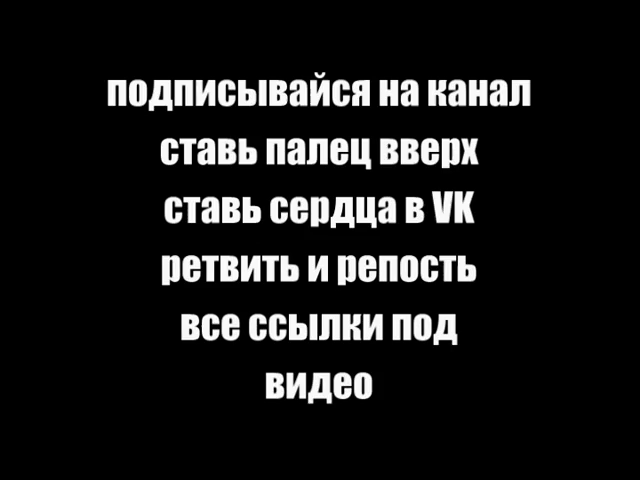 подписывайся на канал
ставь палец вверх
ставь сердца в VK
ретвить и репость
все ссылки под
видео